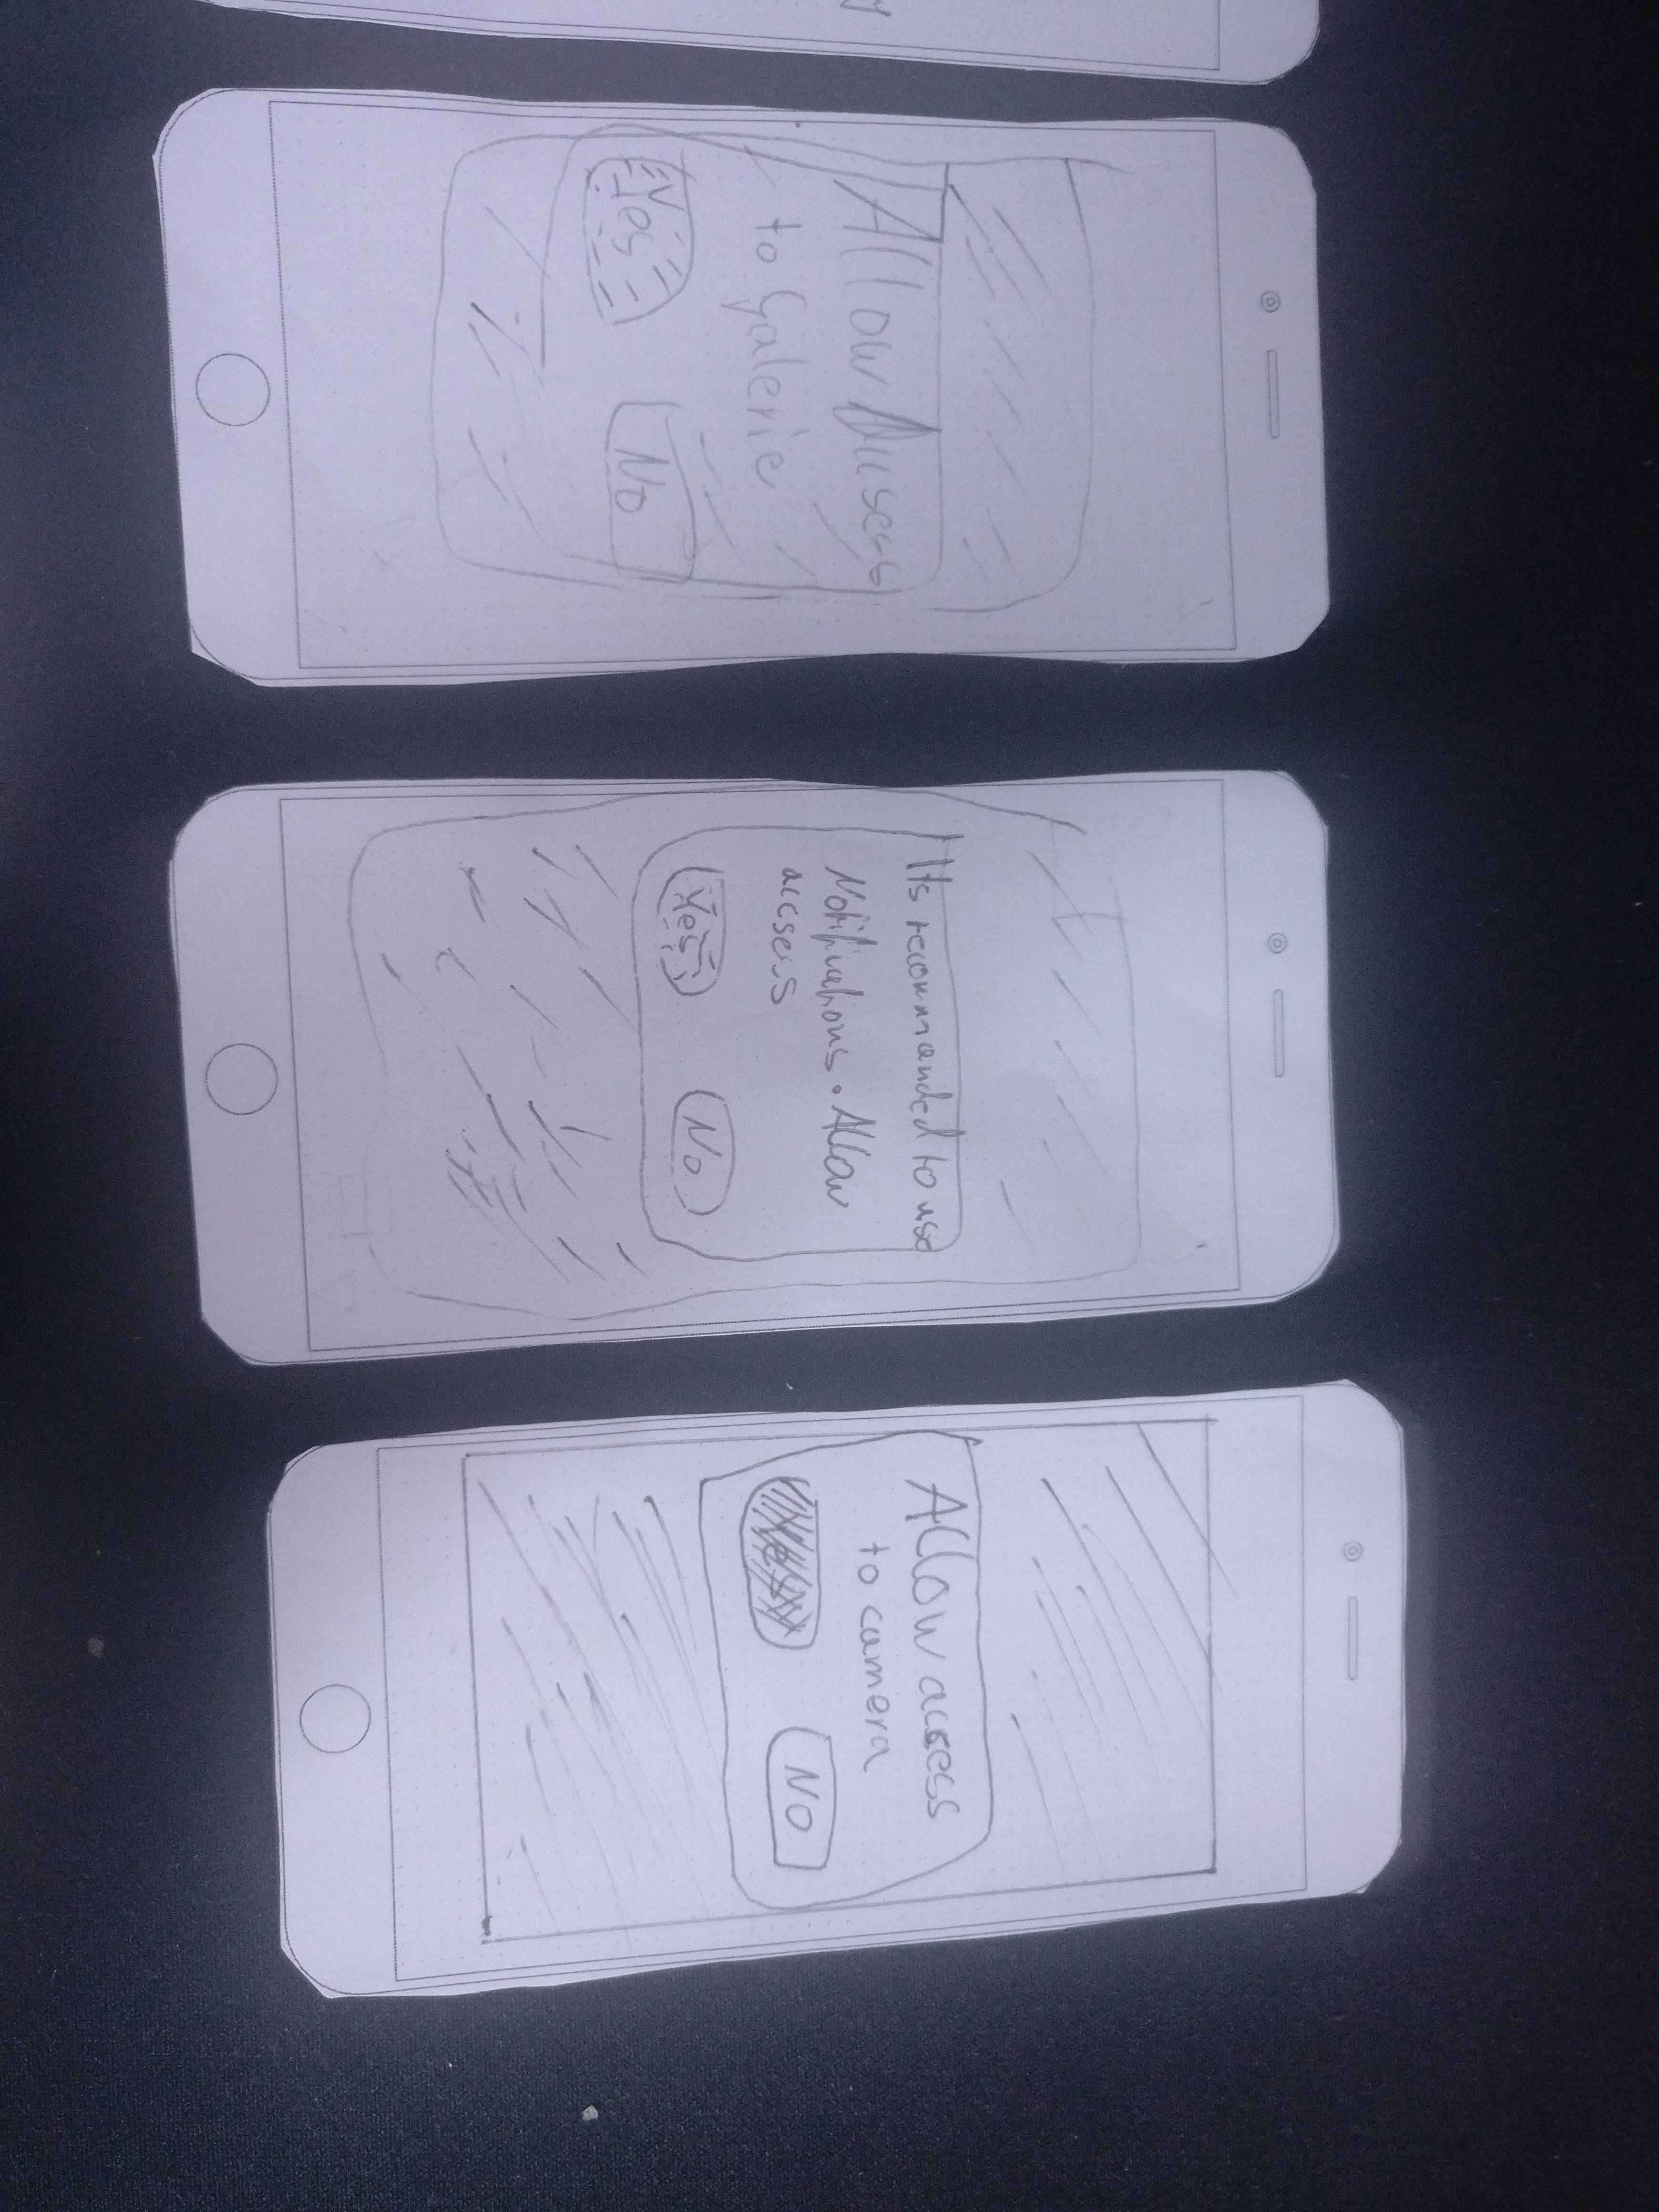 Allow Acsess
to Galerie
Yes No
Its recommanded to use
Notifications. Allow
acsess
Yes No
Allow access
to camera
Yes No